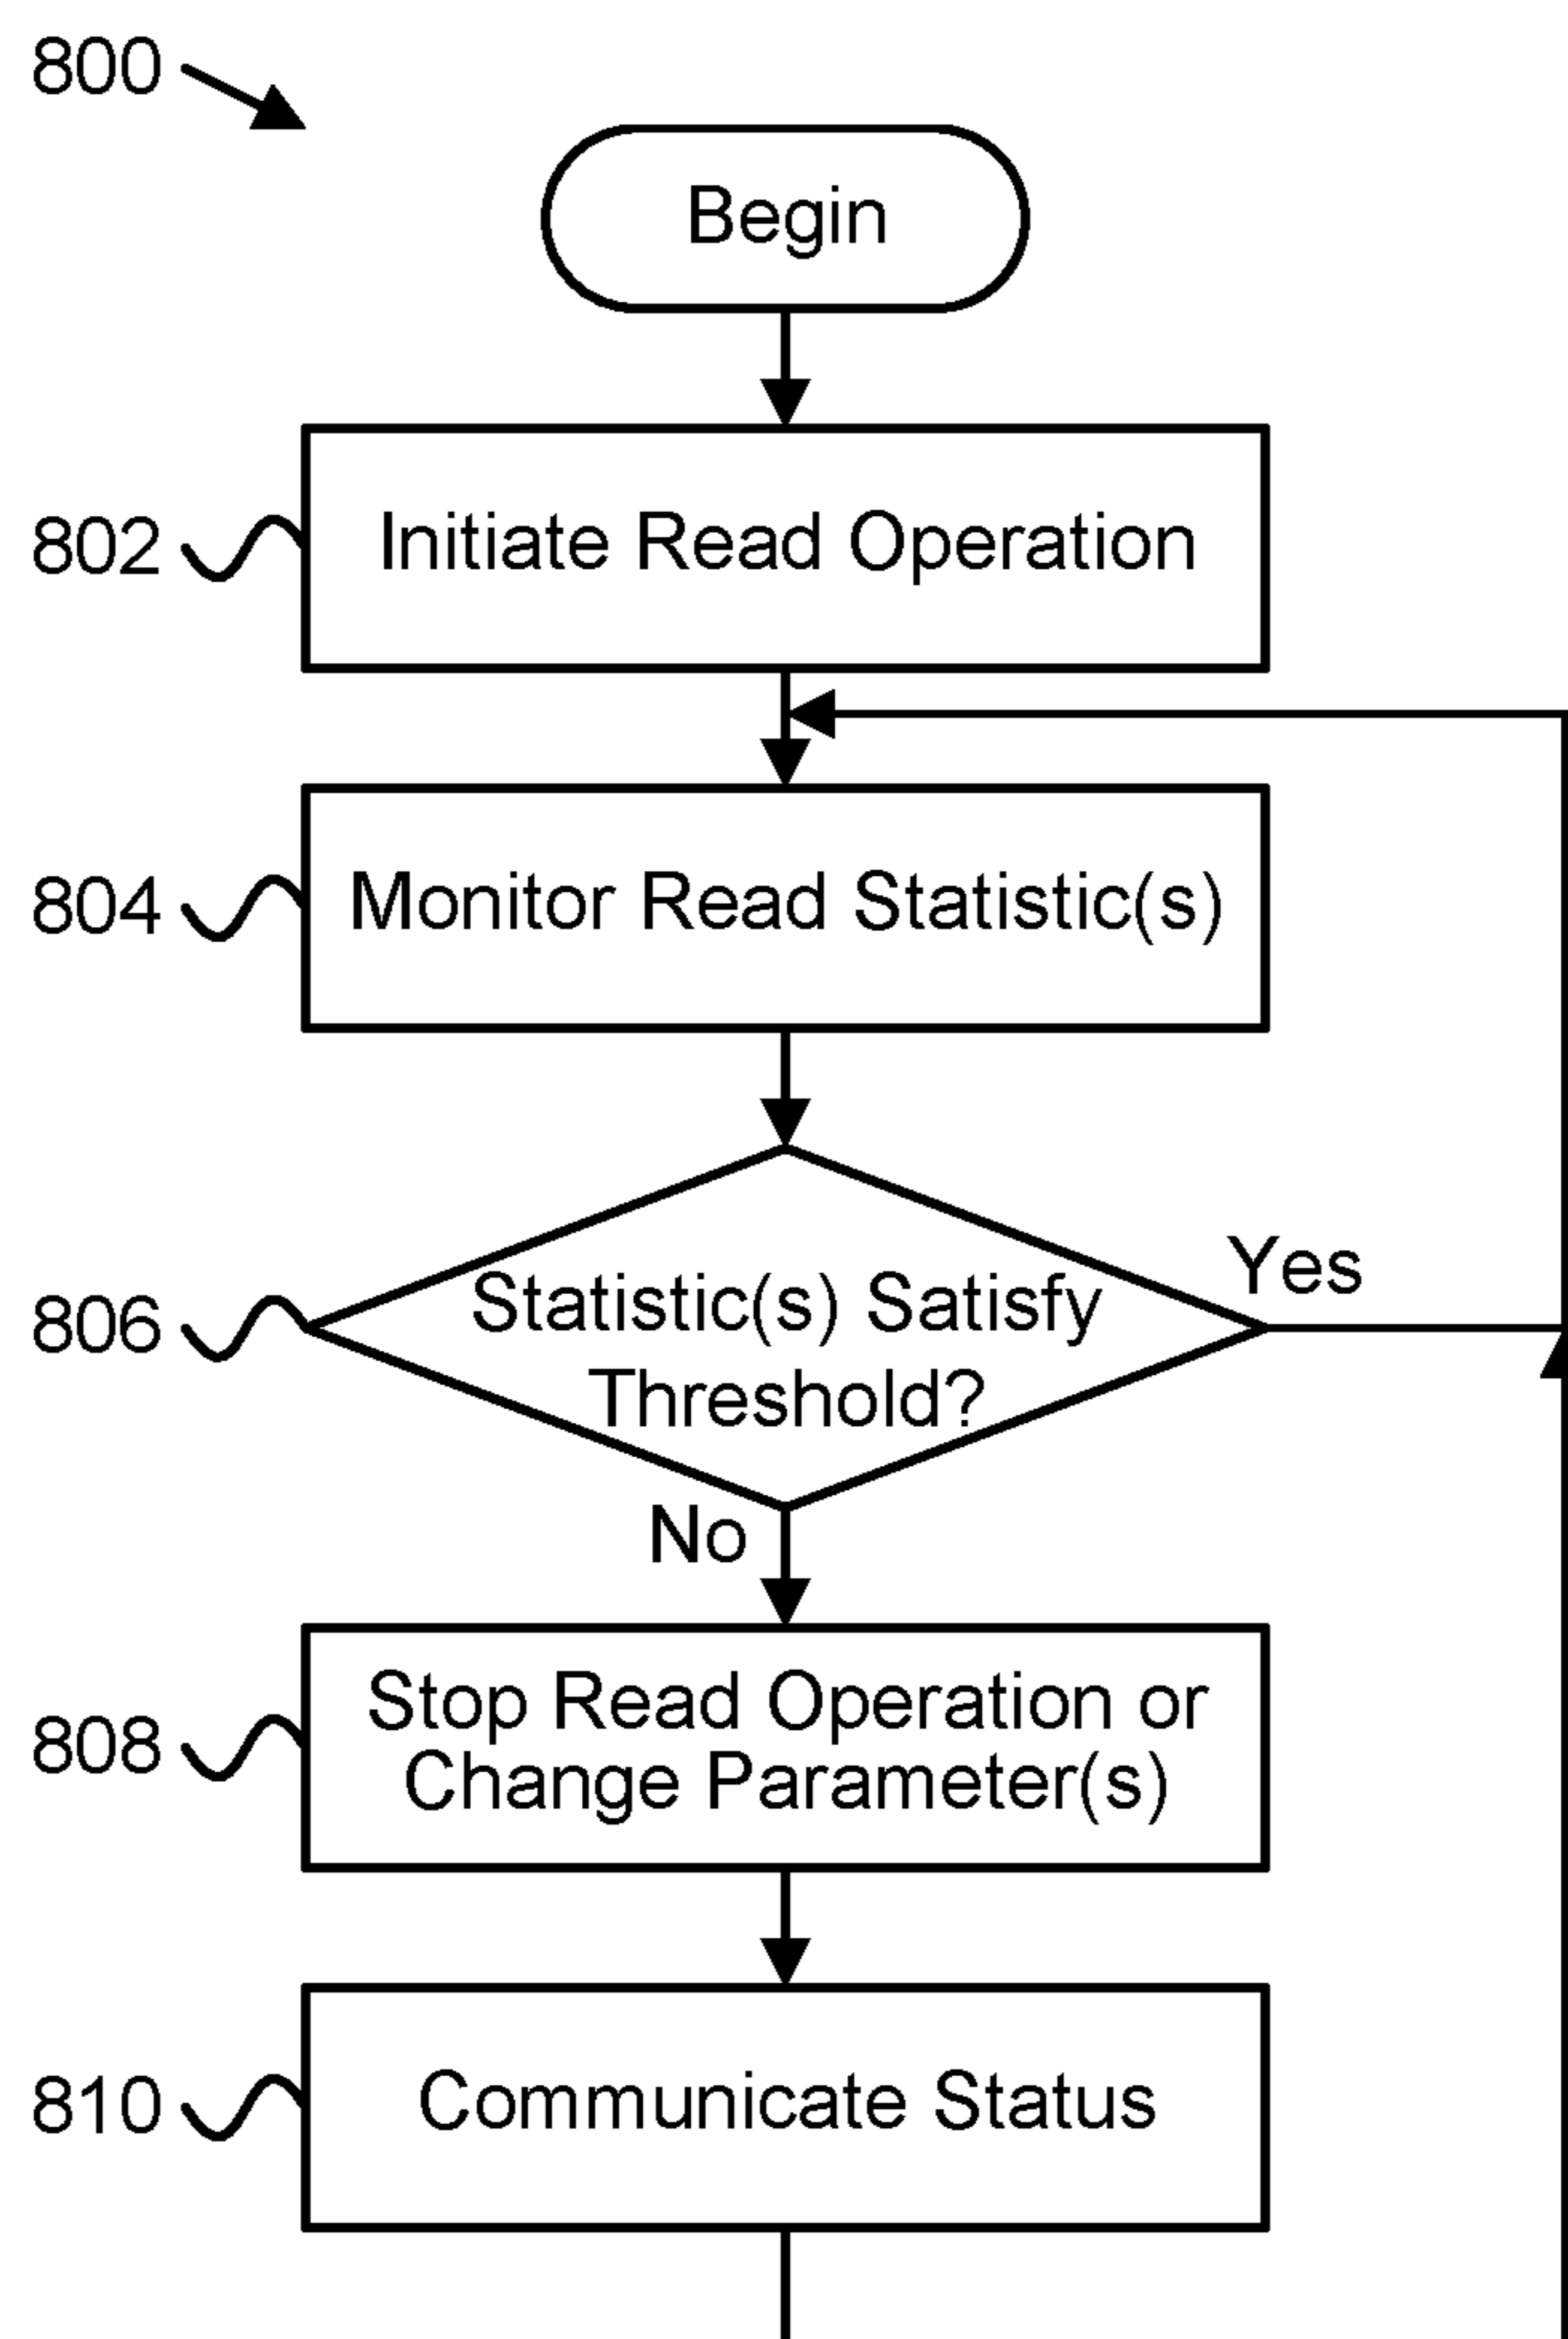 800
Begin
802
Initiate Read Operation
804
Monitor Read Statistic(s)
806
Statistic(s) Satisfy
Threshold?
Yes
No
808
Stop Read Operation or
Change Parameter(s)
810
Communicate Status